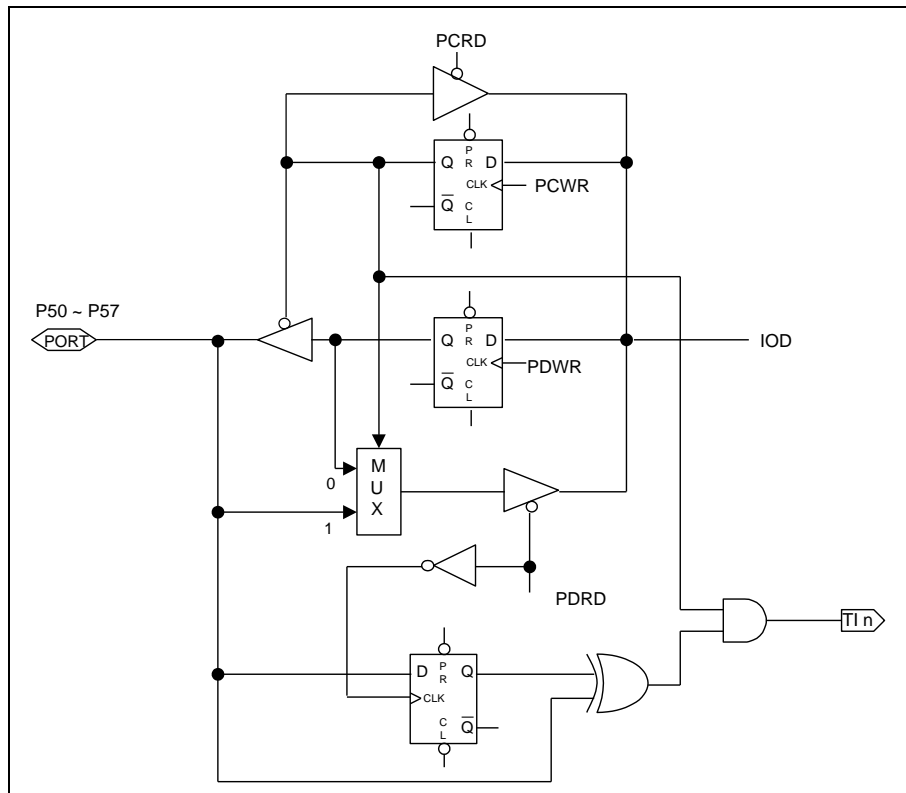 PCRD
P
R
Q D
CLK
PCWR
Q
C
L
P50 ~ P57
PORT
P
R
Q D
CLK
IOD
PDWR
Q
C
L
M
U
X
0
1
PDRD
TI n
P
R
D Q
CLK
C
L
Q